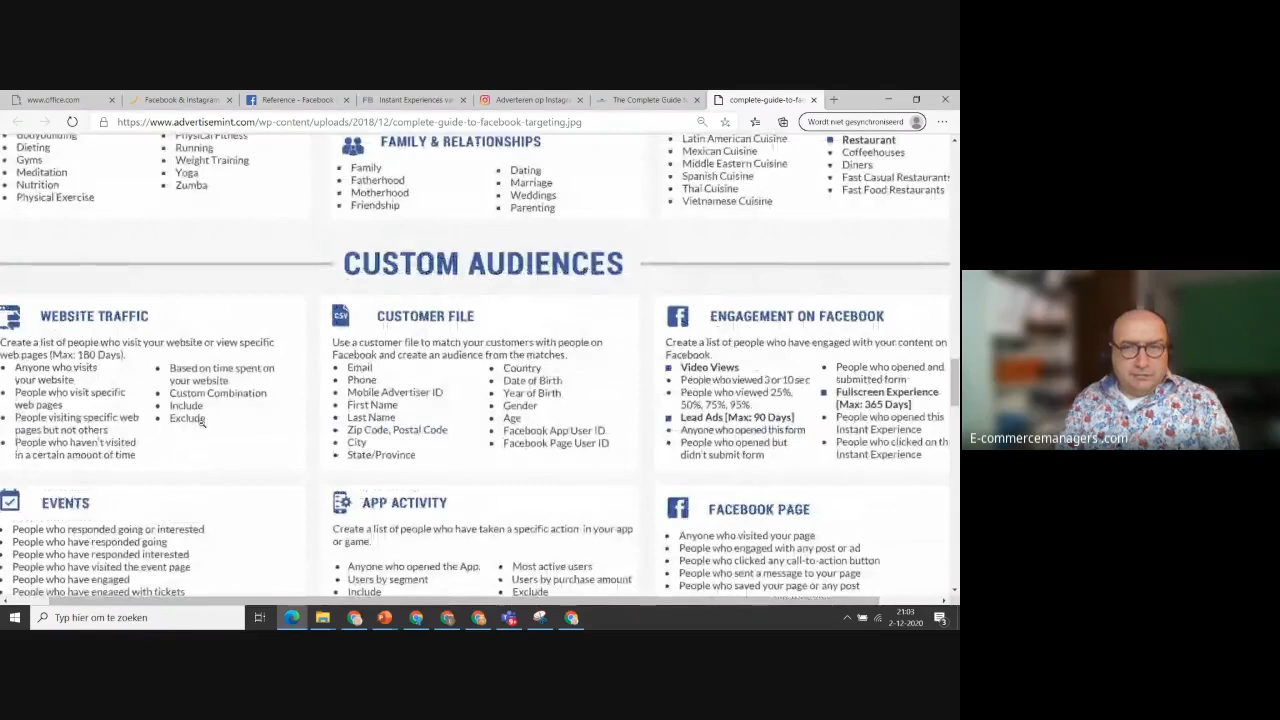 www.office.com
Facebook & Instagram
Reference - Facebook
Instant Experiences va
Adverteren op Instagr
The Complete Guide t
complete-guide-to-fa
https://www.advertisemint.com/wp-content/uploads/2018/12/complete-guide-to-facebook-targeting.jpg
Wordt niet gesynchroniseerd
Bodybuilding
Dieting
Gyms
Meditation
Nutrition
Physical Exercise
Physical Fitness
Running
Weight Training
Yoga
Zumba
FAMILY & RELATIONSHIPS
Family
Fatherhood
Motherhood
Friendship
Dating
Marriage
Weddings
Parenting
Latin American Cuisine
Mexican Cuisine
Middle Eastern Cuisine
Spanish Cuisine
Thai Cuisine
Vietnamese Cuisine
Restaurant
Coffeehouses
Diners
Fast Casual Restaurants
Fast Food Restaurants
CUSTOM AUDIENCES
WEBSITE TRAFFIC
Create a list of people who visit your website or view specific
web pages (Max: 180 Days).
Anyone who visits
your website
People who visit specific
web pages
People visiting specific web
pages but not others
People who haven't visited
in a certain amount of time
Based on time spent on
your website
Custom Combination
Include
Exclude
CSV
CUSTOMER FILE
Use a customer file to match your customers with people on
Facebook and create an audience from the matches.
Email
Phone
Mobile Advertiser ID
First Name
Last Name
Zip Code, Postal Code
City
State/Province
Country
Date of Birth
Year of Birth
Gender
Age
Facebook App User ID
Facebook Page User ID
ENGAGEMENT ON FACEBOOK
Create a list of people who have engaged with your content on
Facebook.
Video Views
People who viewed 3 or 10 sec
People who viewed 25%,
50%, 75%, 95%.
Lead Ads [Max: 90 Days]
Anyone who opened this form
People who opened but
didn't submit form
People who opened and
submitted form
Fullscreen Experience
[Max: 365 Days]
People who opened this
Instant Experience
People who clicked on th
Instant Experience
EVENTS
People who responded going or interested
People who have responded going
People who have responded interested
People who have visited the event page
People who have engaged
People who have engaged with tickets
APP ACTIVITY
Create a list of people who have taken a specific action in your app
or game.
Anyone who opened the App.
Users by segment
Include
Most active users
Users by purchase amount
Exclude
FACEBOOK PAGE
Anyone who visited your page
People who engaged with any post or ad
People who clicked any call-to-action button
People who sent a message to your page
People who saved your page or any post
E-commercemanagers .com
Typ hier om te zoeken
21:03
2-12-2020